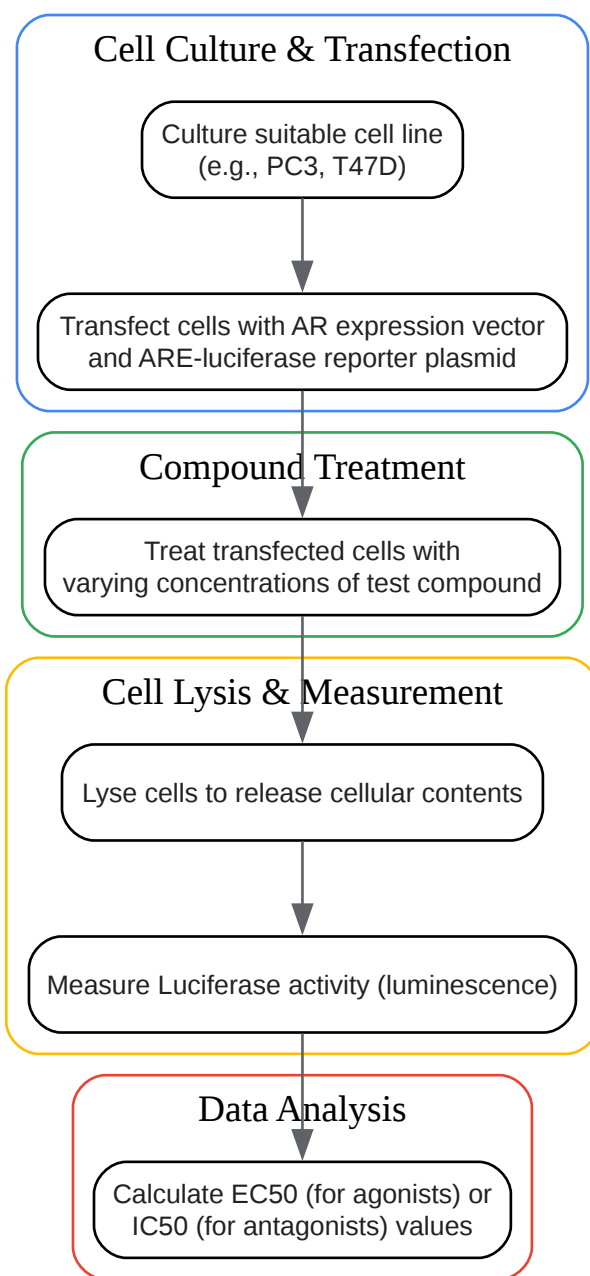 Cell Culture & Transfection
Culture suitable cell line
(e.g., PC3, T47D)
Transfect cells with AR expression vector
and ARE-luciferase reporter plasmid
Compound Treatment
Treat transfected cells with
varying concentrations of test compound
Cell Lysis & Measurement
Lyse cells to release cellular contents
Measure Luciferase activity (luminescence)
Data Analysis
Calculate EC50 (for agonists) or
IC50 (for antagonists) values